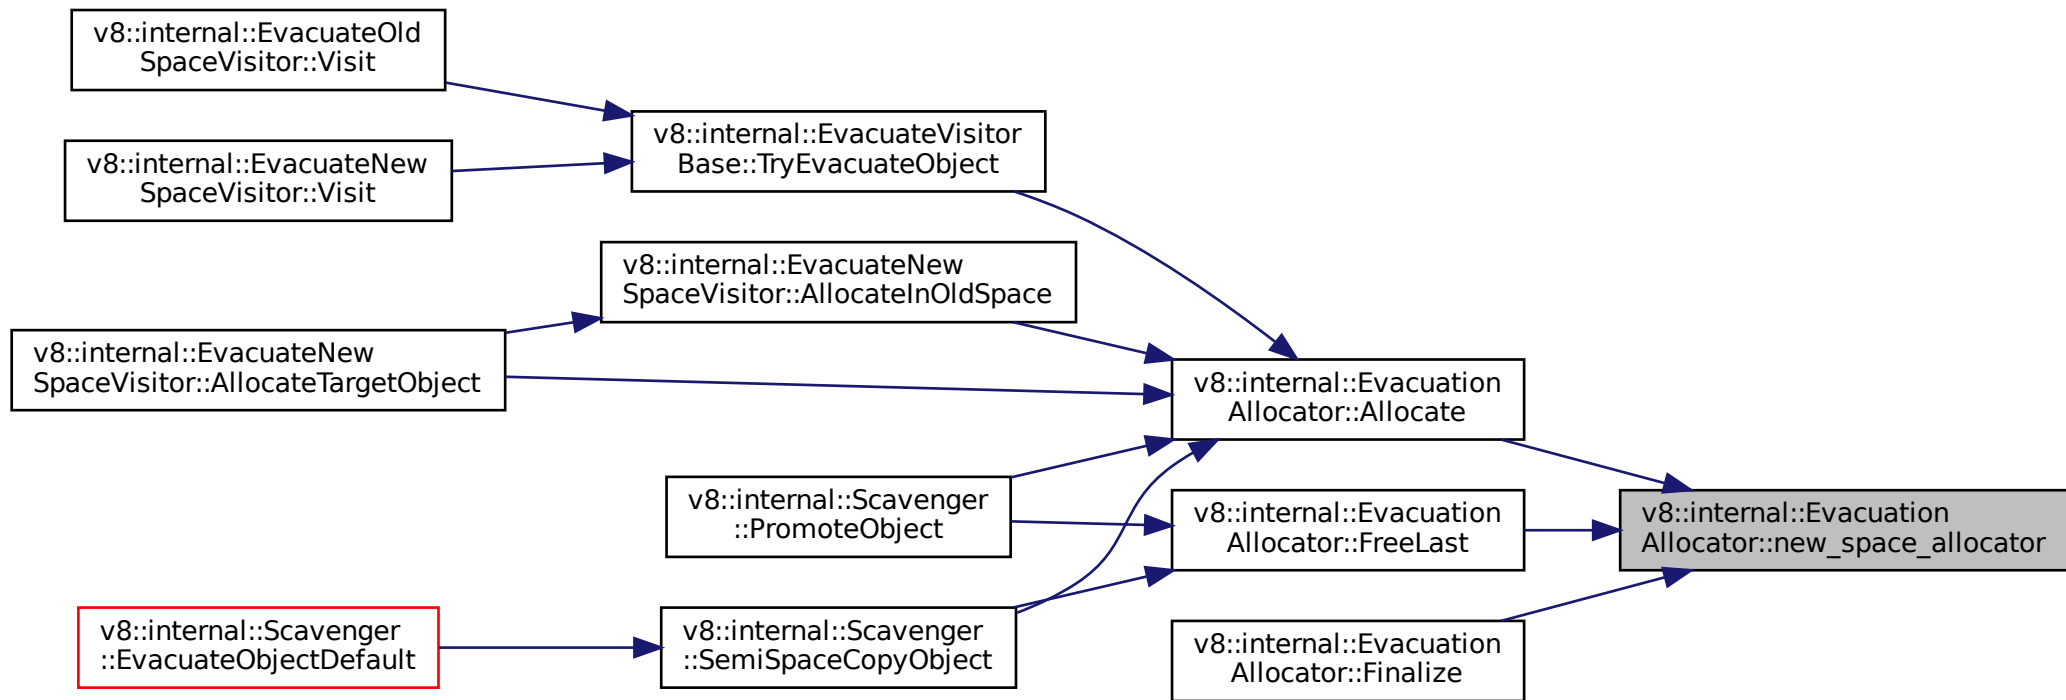 v8::internal::EvacuateOld
SpaceVisitor::Visit
v8::internal::EvacuateVisitor
Base::TryEvacuateObject
v8::internal::EvacuateNew
SpaceVisitor::Visit
v8::internal::EvacuateNew
SpaceVisitor::AllocateInOldSpace
v8::internal::EvacuateNew
SpaceVisitor::AllocateTargetObject
v8::internal::Evacuation
Allocator::Allocate
v8::internal::Scavenger
::PromoteObject
v8::internal::Evacuation
Allocator::FreeLast
v8::internal::Evacuation
Allocator::new_space_allocator
v8::internal::Scavenger
::EvacuateObjectDefault
v8::internal::Scavenger
::SemiSpaceCopyObject
v8::internal::Evacuation
Allocator::Finalize